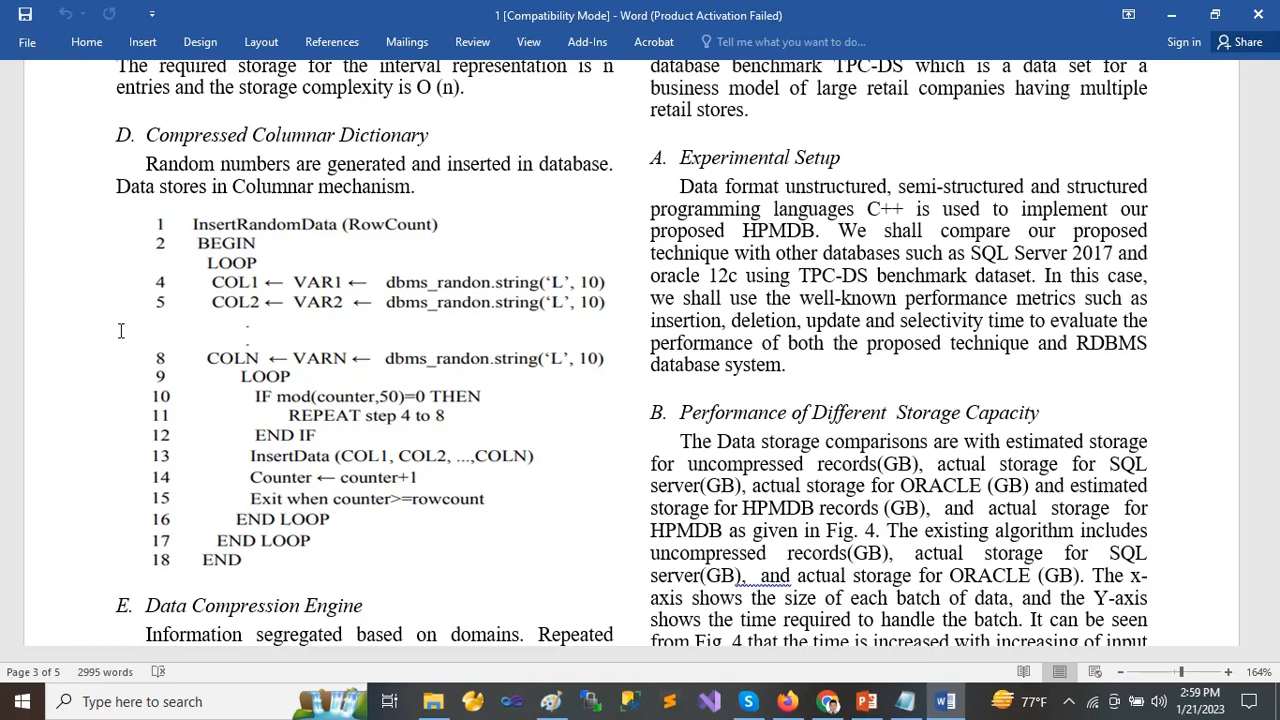 1 [Compatibility Mode] - Word (Product Activation Failed)
File Home Insert Design Layout References Mailings Review View Add-Ins Acrobat Tell me what you want to do... Sign in Share
The required storage for the interval representation is n
entries and the storage complexity is O (n).
D. Compressed Columnar Dictionary
Random numbers are generated and inserted in database.
Data stores in Columnar mechanism.
1 InsertRandomData (RowCount)
2 BEGIN
LOOP
4 COL1 ← VAR1 ← dbms_randon.string(‘L’, 10)
5 COL2 ← VAR2 ← dbms_randon.string(‘L’, 10)
.
.
8 COLN ← VARN ← dbms_randon.string(‘L’, 10)
9 LOOP
10 IF mod(counter,50)=0 THEN
11 REPEAT step 4 to 8
12 END IF
13 InsertData (COL1, COL2, ...,COLN)
14 Counter ← counter+1
15 Exit when counter>=rowcount
16 END LOOP
17 END LOOP
18 END
E. Data Compression Engine
Information segregated based on domains. Repeated
database benchmark TPC-DS which is a data set for a
business model of large retail companies having multiple
retail stores.
A. Experimental Setup
Data format unstructured, semi-structured and structured
programming languages C++ is used to implement our
proposed HPMDB. We shall compare our proposed
technique with other databases such as SQL Server 2017 and
oracle 12c using TPC-DS benchmark dataset. In this case,
we shall use the well-known performance metrics such as
insertion, deletion, update and selectivity time to evaluate the
performance of both the proposed technique and RDBMS
database system.
B. Performance of Different Storage Capacity
The Data storage comparisons are with estimated storage
for uncompressed records(GB), actual storage for SQL
server(GB), actual storage for ORACLE (GB) and estimated
storage for HPMDB records (GB), and actual storage for
HPMDB as given in Fig. 4. The existing algorithm includes
uncompressed records(GB), actual storage for SQL
server(GB), and actual storage for ORACLE (GB). The x-
axis shows the size of each batch of data, and the Y-axis
shows the time required to handle the batch. It can be seen
from Fig. 4 that the time is increased with increasing of input
Page 3 of 5 2995 words 164%
Type here to search 77°F 2:59 PM
1/21/2023